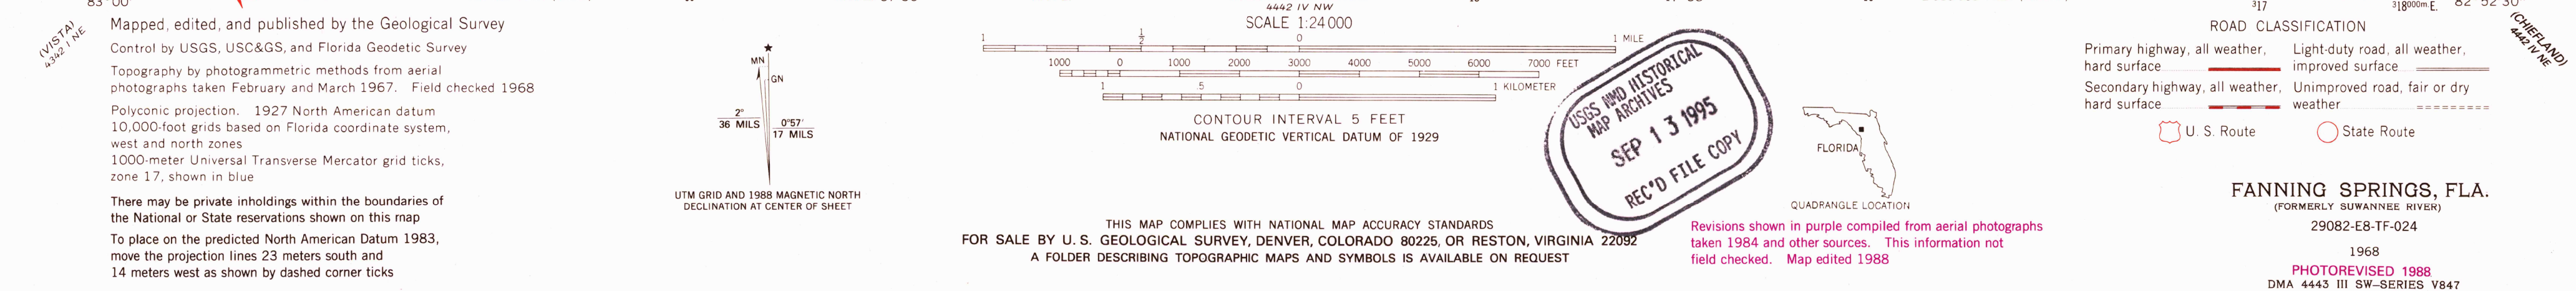 83°00'
(VISTA)
4342 I NE
Mapped, edited, and published by the Geological Survey
Control by USGS, USC&GS, and Florida Geodetic Survey
Topography by photogrammetric methods from aerial
photographs taken February and March 1967. Field checked 1968
Polyconic projection. 1927 North American datum
10,000-foot grids based on Florida coordinate system,
west and north zones
1000-meter Universal Transverse Mercator grid ticks,
zone 17, shown in blue
There may be private inholdings within the boundaries of
the National or State reservations shown on this map
To place on the predicted North American Datum 1983,
move the projection lines 23 meters south and
14 meters west as shown by dashed corner ticks
★
MN
GN
2°
36 MILS
0°57'
17 MILS
UTM GRID AND 1988 MAGNETIC NORTH
DECLINATION AT CENTER OF SHEET
4442 IV NW
SCALE 1:24 000
1 ½ 0 1 MILE
1000 0 1000 2000 3000 4000 5000 6000 7000 FEET
1 .5 0 1 KILOMETER
CONTOUR INTERVAL 5 FEET
NATIONAL GEODETIC VERTICAL DATUM OF 1929
THIS MAP COMPLIES WITH NATIONAL MAP ACCURACY STANDARDS
FOR SALE BY U. S. GEOLOGICAL SURVEY, DENVER, COLORADO 80225, OR RESTON, VIRGINIA 22092
A FOLDER DESCRIBING TOPOGRAPHIC MAPS AND SYMBOLS IS AVAILABLE ON REQUEST
USGS NMD HISTORICAL
MAP ARCHIVES
SEP 13 1995
REC'D FILE COPY
FLORIDA
QUADRANGLE LOCATION
Revisions shown in purple compiled from aerial photographs
taken 1984 and other sources. This information not
field checked. Map edited 1988
317
318000m.E.
82°52'30"
(CHIEFLAND)
4442 IV NE
ROAD CLASSIFICATION
Primary highway, all weather,
hard surface
Light-duty road, all weather,
improved surface
Secondary highway, all weather,
hard surface
Unimproved road, fair or dry
weather
U. S. Route
State Route
FANNING SPRINGS, FLA.
(FORMERLY SUWANNEE RIVER)
29082-E8-TF-024
1968
PHOTOREVISED 1988
DMA 4443 III SW–SERIES V847